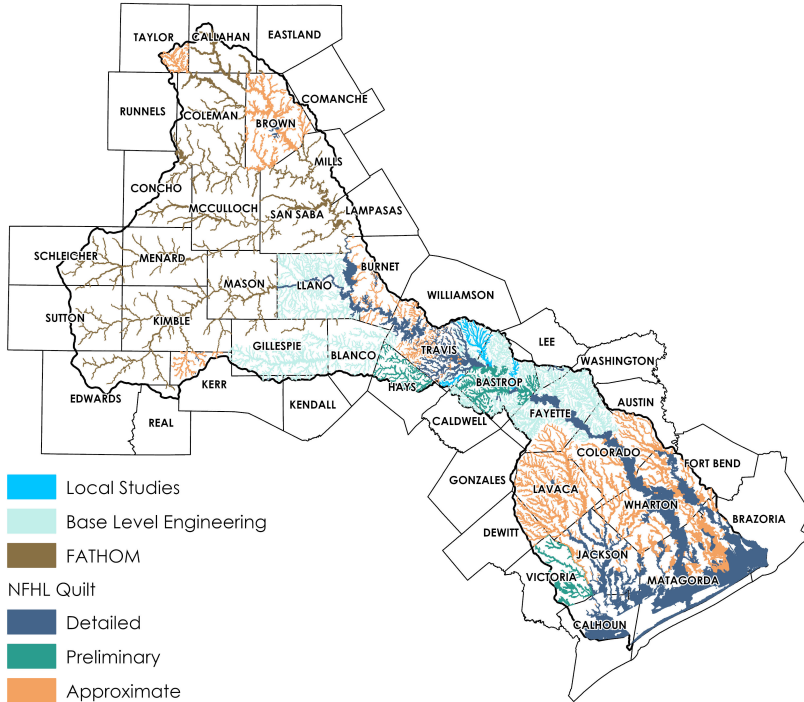 TAYLOR
CALLAHAN
EASTLAND
RUNNELS
COLEMAN
BROWN
COMANCHE
MILLS
CONCHO
MCCULLOCH
SAN SABA
LAMPASAS
SCHLEICHER
MENARD
MASON
LLANO
BURNET
WILLIAMSON
SUTTON
KIMBLE
GILLESPIE
BLANCO
TRAVIS
LEE
WASHINGTON
EDWARDS
REAL
KERR
KENDALL
HAYS
BASTROP
CALDWELL
FAYETTE
AUSTIN
GONZALES
LAVACA
COLORADO
FORT BEND
DEWITT
WHARTON
BRAZORIA
VICTORIA
JACKSON
MATAGORDA
CALHOUN
Local Studies
Base Level Engineering
FATHOM
NFHL Quilt
Detailed
Preliminary
Approximate